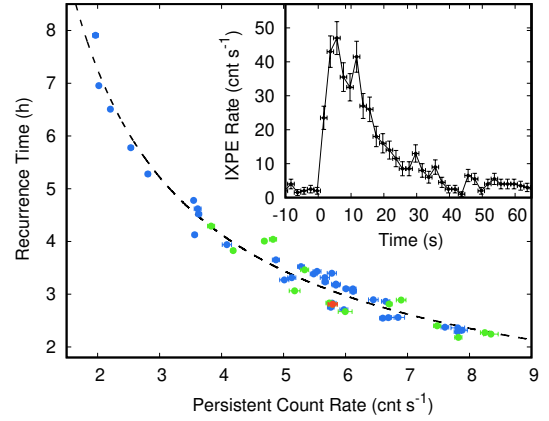 8
7
6
5
4
3
2
Recurrence Time (h)
2 3 4 5 6 7 8 9
Persistent Count Rate (cnt s⁻¹)
50
40
30
20
10
0
IXPE Rate (cnt s⁻¹)
-10 0 10 20 30 40 50 60
Time (s)